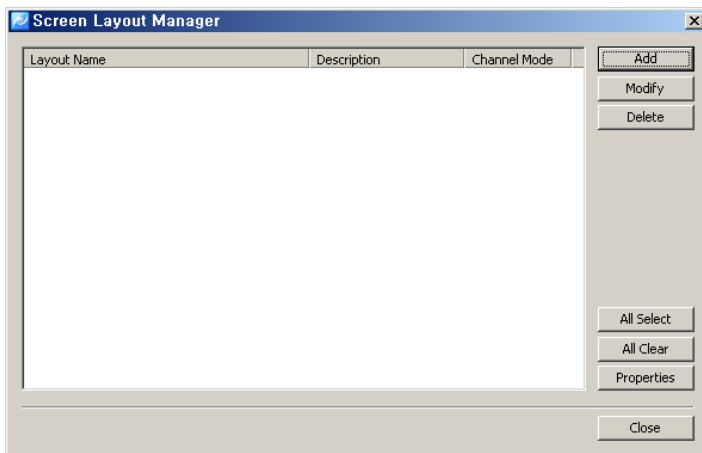 Screen Layout Manager
Layout Name Description Channel Mode
Add
Modify
Delete
All Select
All Clear
Properties
Close